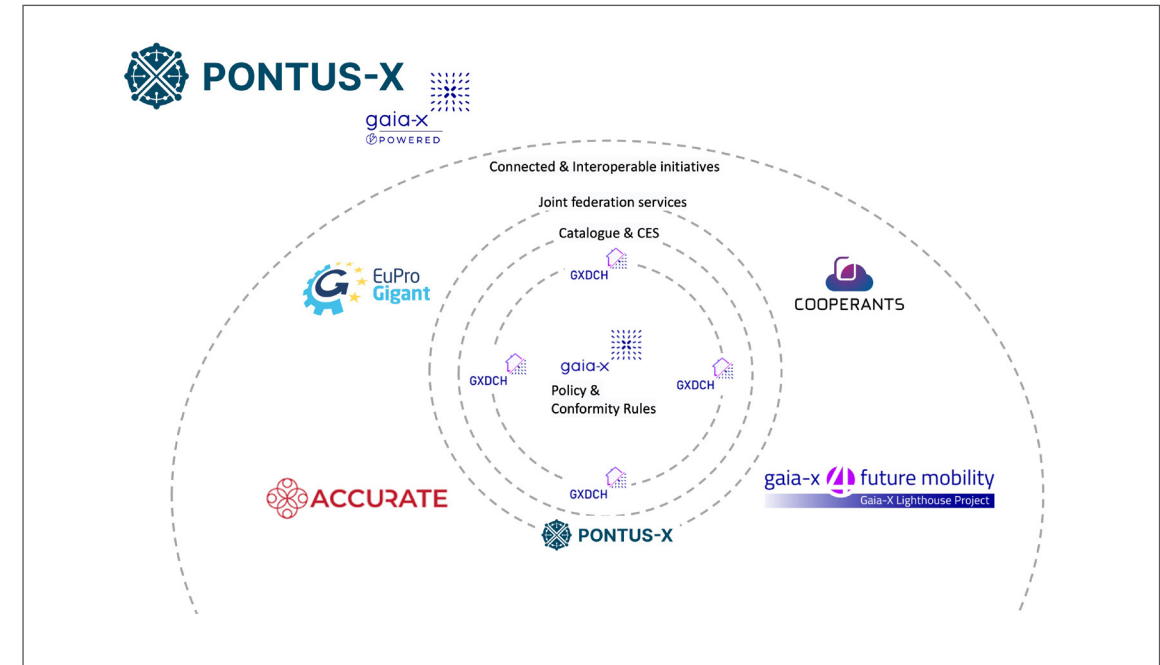 PONTUS-X
gaia-x
POWERED
Connected & Interoperable initiatives
Joint federation services
Catalogue & CES
GXDCH
EuPro
Gigant
COOPERANTS
gaia-x
GXDCH
GXDCH
Policy &
Conformity Rules
gaia-x 4 future mobility
Gaia-X Lighthouse Project
ACCURATE
GXDCH
PONTUS-X